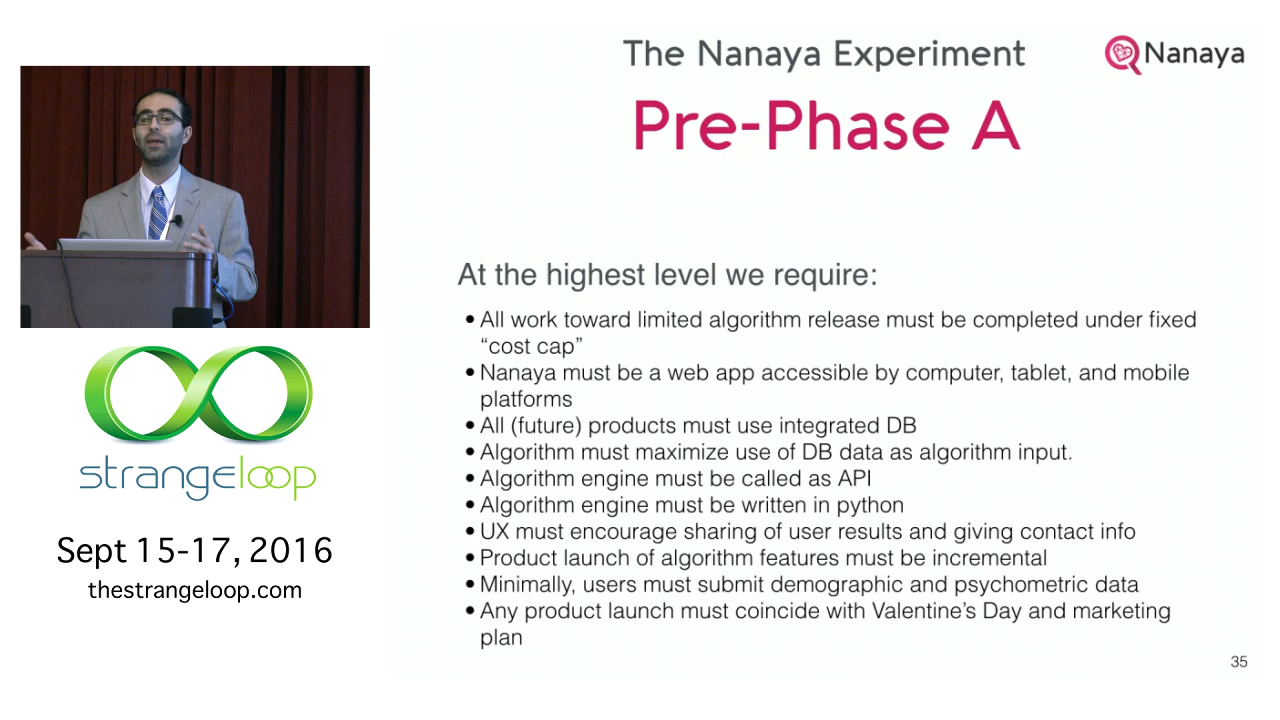 The Nanaya Experiment
Nanaya
Pre-Phase A
At the highest level we require:
• All work toward limited algorithm release must be completed under fixed
“cost cap”
• Nanaya must be a web app accessible by computer, tablet, and mobile
platforms
• All (future) products must use integrated DB
• Algorithm must maximize use of DB data as algorithm input.
• Algorithm engine must be called as API
• Algorithm engine must be written in python
• UX must encourage sharing of user results and giving contact info
• Product launch of algorithm features must be incremental
• Minimally, users must submit demographic and psychometric data
• Any product launch must coincide with Valentine’s Day and marketing
plan
35
strangeloop
Sept 15-17, 2016
thestrangeloop.com